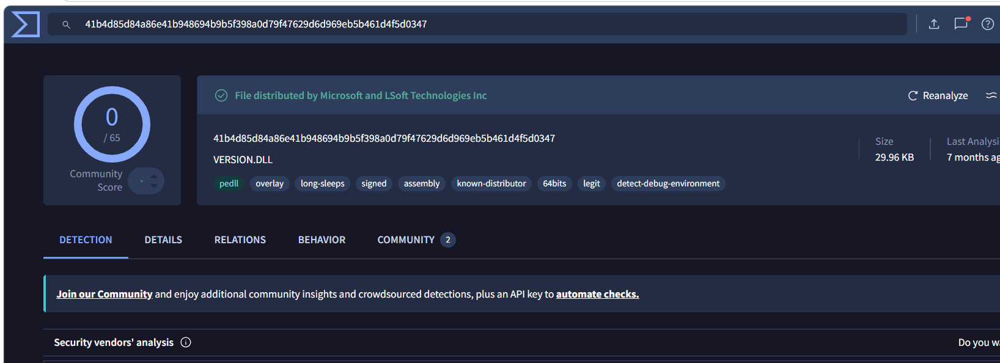 41b4d85d84a86e41b948694b9b5f398a0d79f47629d6d969eb5b461d4f5d0347
0
/ 65
Community
Score
File distributed by Microsoft and LSoft Technologies Inc
Reanalyze
41b4d85d84a86e41b948694b9b5f398a0d79f47629d6d969eb5b461d4f5d0347
VERSION.DLL
pedll overlay long-sleeps signed assembly known-distributor 64bits legit detect-debug-environment
Size
29.96 KB
Last Analysi
7 months ag
DETECTION DETAILS RELATIONS BEHAVIOR COMMUNITY 2
Join our Community and enjoy additional community insights and crowdsourced detections, plus an API key to automate checks.
Security vendors' analysis
Do you wa